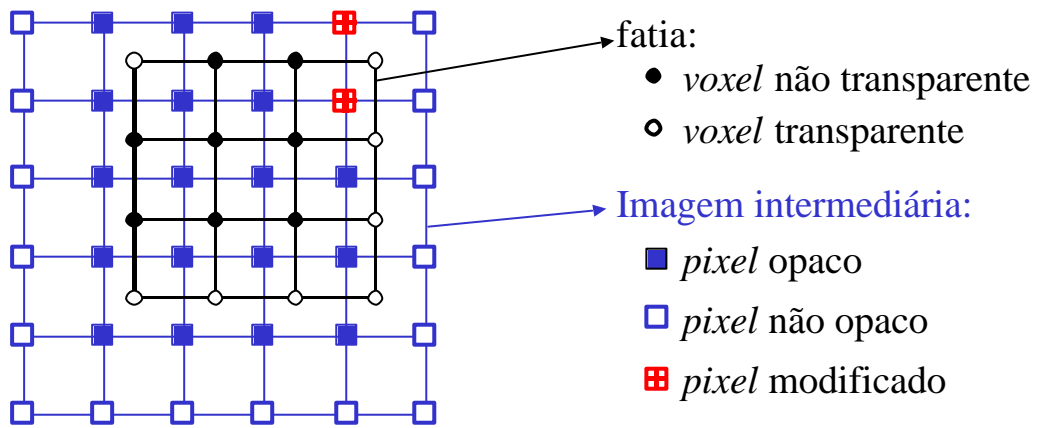 fatia:
voxel não transparente
voxel transparente
Imagem intermediária:
pixel opaco
pixel não opaco
pixel modificado